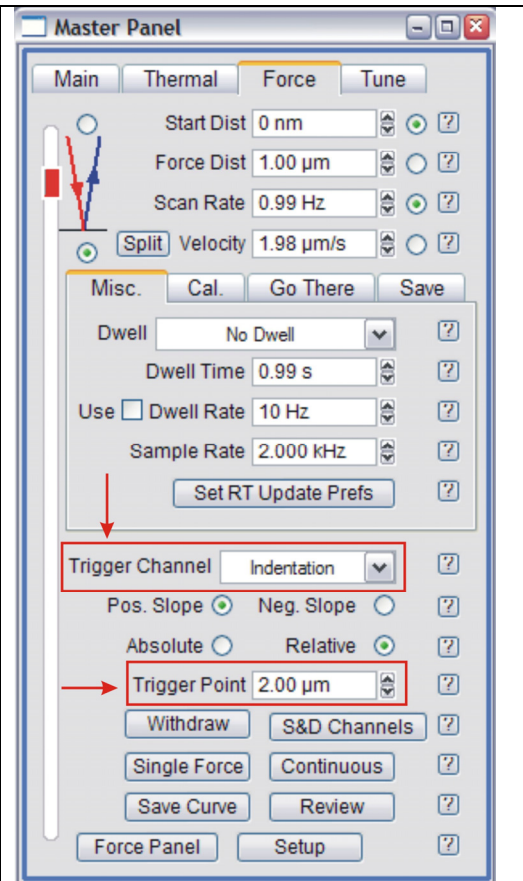 Master Panel
Main Thermal Force Tune
Start Dist 0 nm ?
Force Dist 1.00 µm ?
Scan Rate 0.99 Hz ?
Split Velocity 1.98 µm/s ?
Misc. Cal. Go There Save
Dwell No Dwell ?
Dwell Time 0.99 s ?
Use Dwell Rate 10 Hz ?
Sample Rate 2.000 kHz ?
Set RT Update Prefs ?
Trigger Channel Indentation ?
Pos. Slope Neg. Slope ?
Absolute Relative ?
Trigger Point 2.00 µm ?
Withdraw S&D Channels ?
Single Force Continuous ?
Save Curve Review ?
Force Panel Setup ?